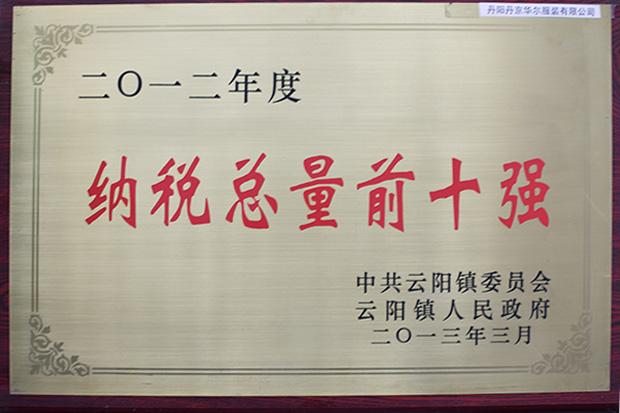 丹阳丹京华尔服装有限公司
二〇一二年度
纳税总量前十强
中共云阳镇委员会
云阳镇人民政府
二〇一三年三月